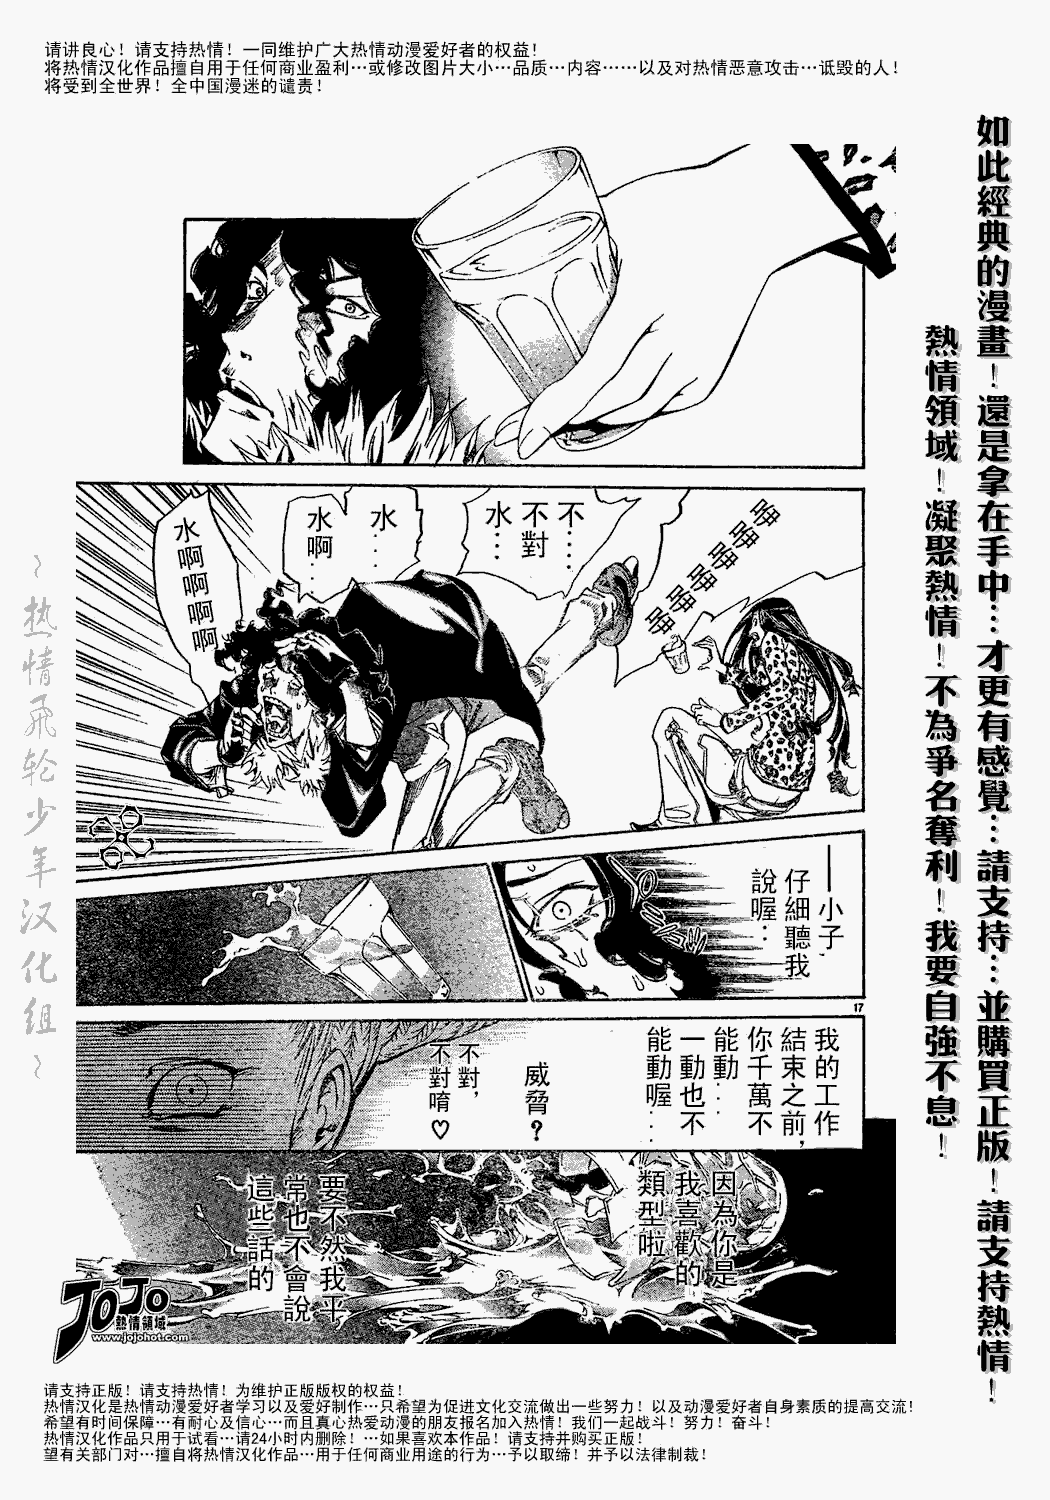 请讲良心！请支持热情！一同维护广大热情动漫爱好者的权益！
将热情汉化作品擅自用于任何商业盈利…或修改图片大小…品质…内容……以及对热情恶意攻击…诋毁的人！
将受到全世界！全中国漫迷的谴责！
如此經典的漫畫！還是拿在手中…才更有感覺…請支持…並購買正版！請支持熱情！
熱情領域！凝聚熱情！不為爭名奪利！我要自強不息！
～热情飛轮少年汉化组～
咿咿咿咿咿咿
不…
不對
水…
水…
水啊…
水啊啊啊啊
——小子
仔細聽我
說喔…
17
我的工作
結束之前，
你千萬不
能動…
一動也不
能動喔…
威脅？
不對，
不對唷♡
因為你是
我喜歡的
類型啦
要不然我平
常也不會說
這些話的
JOJO
熱情領域
www.jojohot.com
请支持正版！请支持热情！为维护正版版权的权益！
热情汉化是热情动漫爱好者学习以及爱好制作…只希望为促进文化交流做出一些努力！以及动漫爱好者自身素质的提高交流！
希望有时间保障…有耐心及信心…而且真心热爱动漫的朋友报名加入热情！我们一起战斗！努力！奋斗！
热情汉化作品只用于试看…请24小时内删除！…如果喜欢本作品！请支持并购买正版！
望有关部门对…擅自将热情汉化作品…用于任何商业用途的行为…予以取缔！并予以法律制裁！